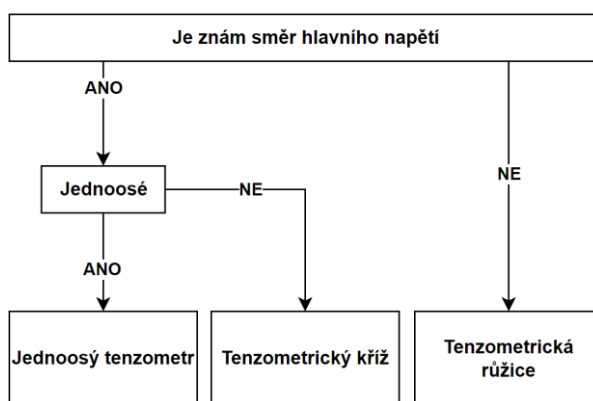 Je znám směr hlavního napětí
ANO
Jednoosé
NE
NE
ANO
Jednoosý tenzometr
Tenzometrický kříž
Tenzometrická
růžice